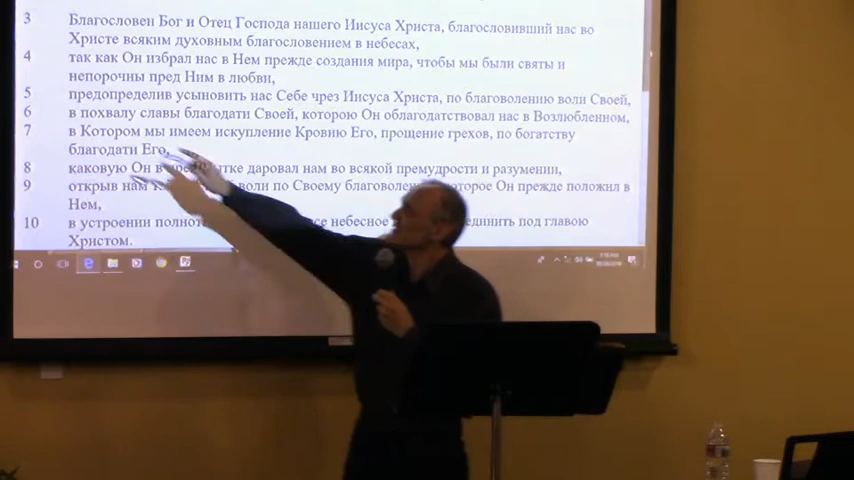 3 Благословен Бог и Отец Господа нашего Иисуса Христа, благословивший нас во
Христе всяким духовным благословением в небесах,
4 так как Он избрал нас в Нем прежде создания мира, чтобы мы были святы и
непорочны пред Ним в любви,
5 предопределив усыновить нас Себе чрез Иисуса Христа, по благоволению воли Своей,
6 в похвалу славы благодати Своей, которою Он облагодатствовал нас в Возлюбленном,
7 в Котором мы имеем искупление Кровию Его, прощение грехов, по богатству
благодати Его,
8 каковую Он в даровал нам во всякой премудрости и разумении,
9 открыв нам воли по Своему которое Он прежде положил в
Нем,
10 в устроении небесное под главою
Христом.